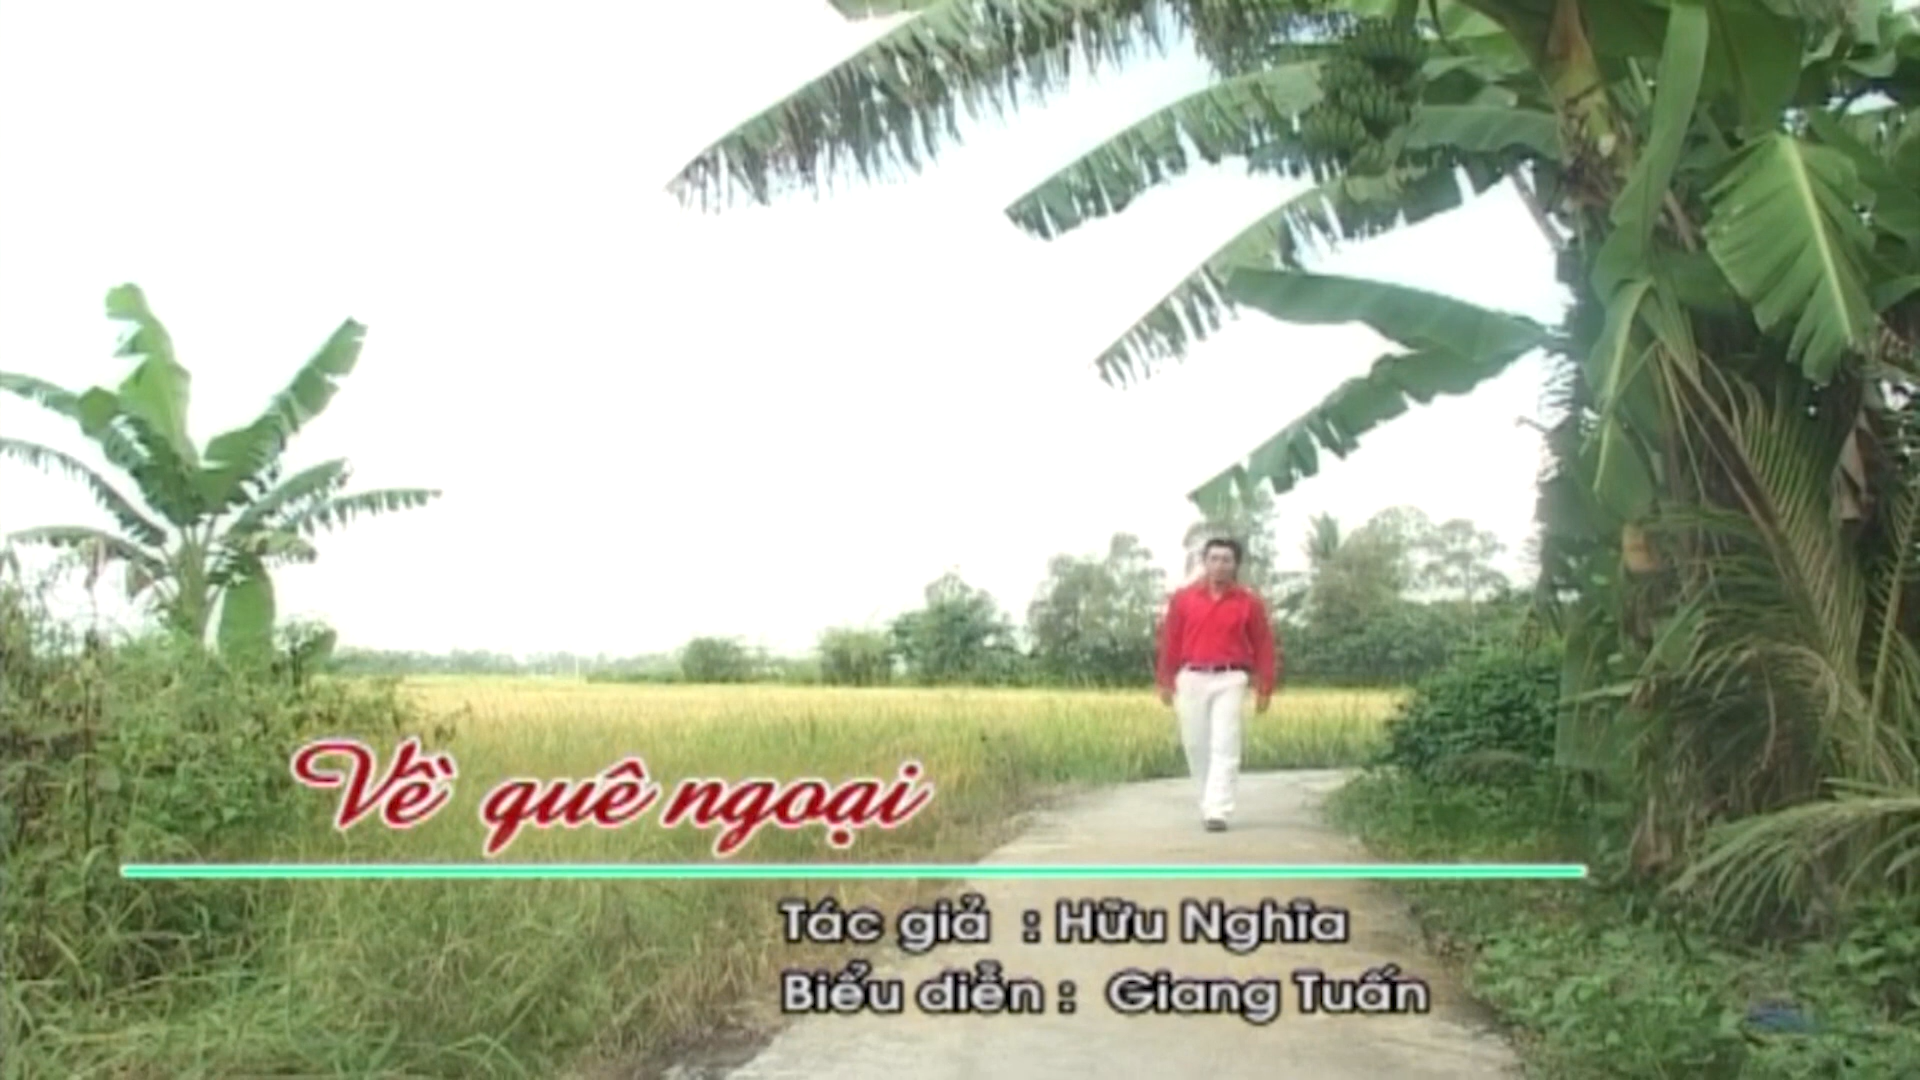 Về quê ngoại
Tác giả : Hữu Nghĩa
Biểu diễn : Giang Tuấn